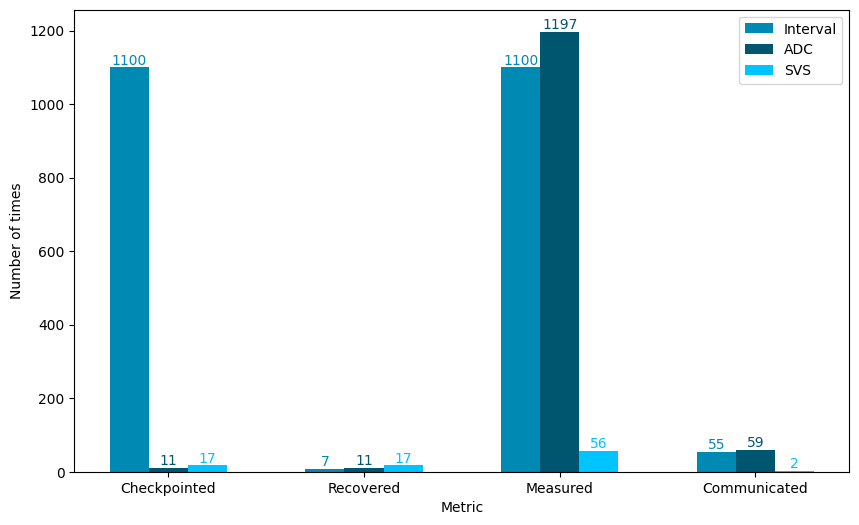 1200
1000
800
600
400
200
0
Number of times
1100
11
17
7
11
17
1100
1197
56
55
59
2
Interval
ADC
SVS
Checkpointed
Recovered
Measured
Communicated
Metric